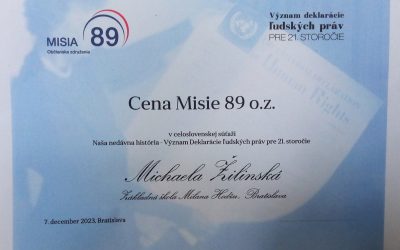 MISIA 89
Občianske združenie
Význam deklarácie
ľudských práv
PRE 21. STOROČIE
Cena Misie 89 o.z.
v celoslovenskej súťaži
Naša nedávna história - Význam Deklarácie ľudských práv pre 21. storočie
Michaela Žilinská
Základná škola Milana Hodžu, Bratislava
7. december 2023, Bratislava